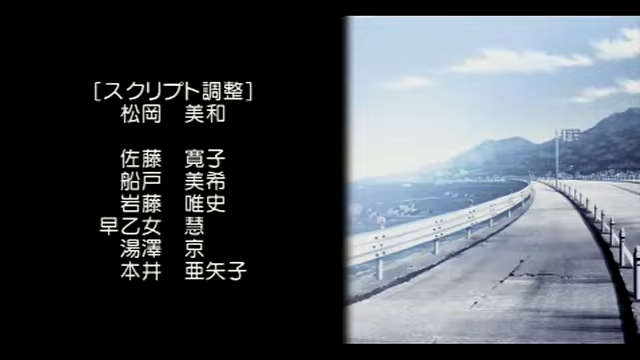 [スクリプト調整]
松岡 美和
佐藤 寛子
船戸 美希
岩藤 唯史
早乙女 慧
湯澤 京
本井 亜矢子